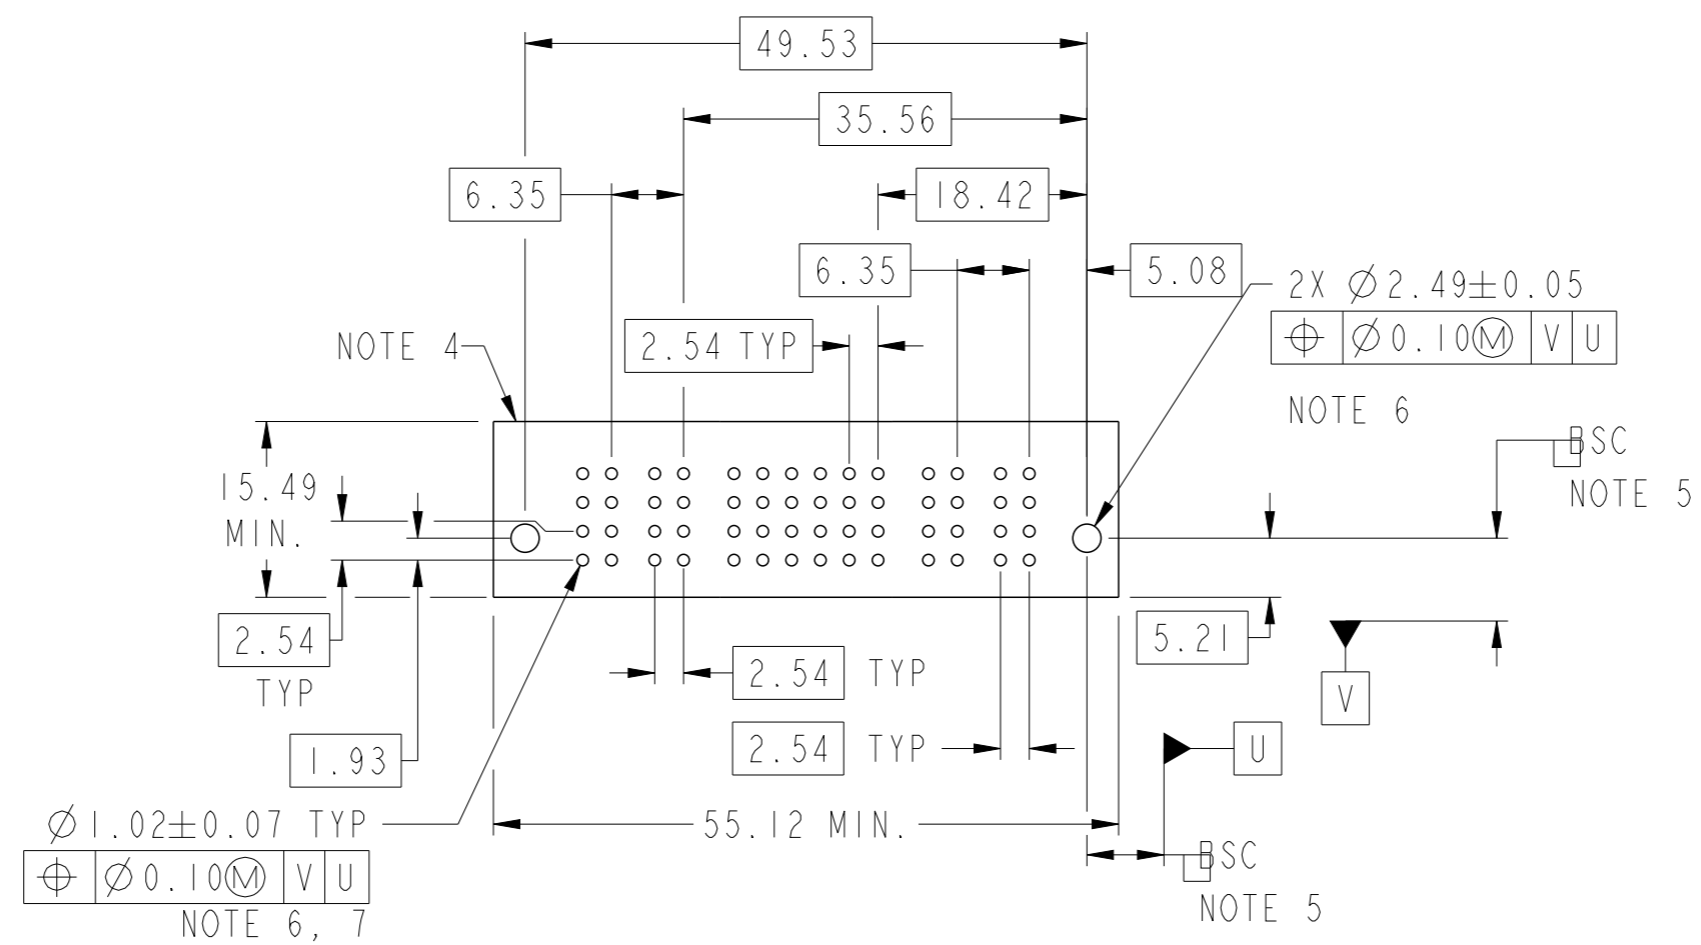 49.53
35.56
6.35
18.42
6.35
5.08
2X ∅2.49±0.05
⌖ ∅0.10Ⓜ V U
NOTE 6
2.54 TYP
NOTE 4
BSC
NOTE 5
15.49
MIN.
2.54
TYP
5.21
V
2.54 TYP
2.54 TYP
U
1.93
∅1.02±0.07 TYP
⌖ ∅0.10Ⓜ V U
NOTE 6, 7
55.12 MIN.
BSC
NOTE 5